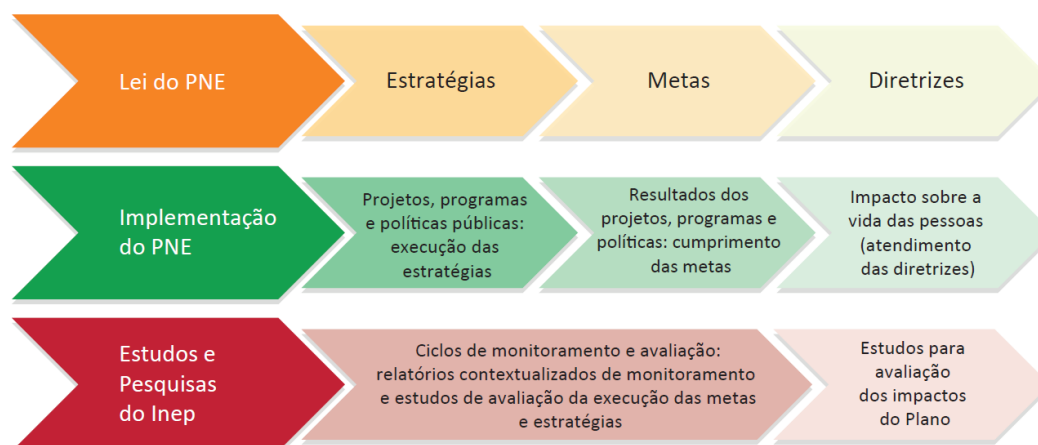 Lei do PNE
Estratégias
Metas
Diretrizes
Implementação
do PNE
Projetos, programas
e políticas públicas:
execução das
estratégias
Resultados dos
projetos, programas e
políticas: cumprimento
das metas
Impacto sobre a
vida das pessoas
(atendimento
das diretrizes)
Estudos e
Pesquisas
do Inep
Ciclos de monitoramento e avaliação:
relatórios contextualizados de monitoramento
e estudos de avaliação da execução das metas
e estratégias
Estudos para
avaliação
dos impactos
do Plano